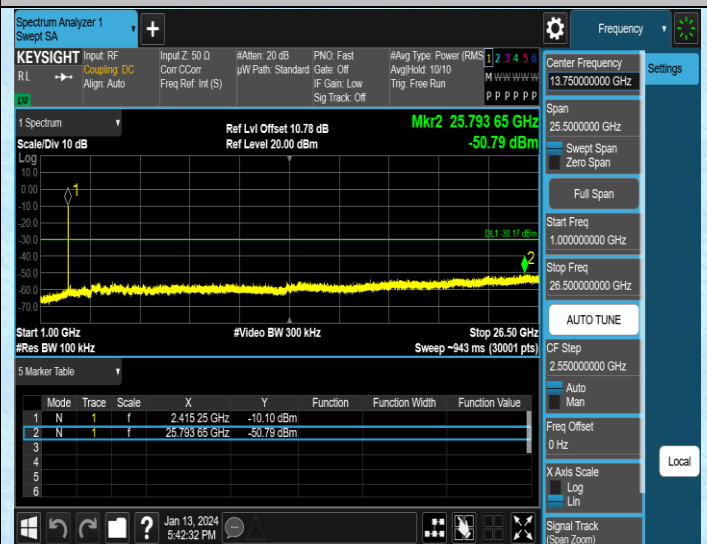 Spectrum Analyzer 1
Swept SA
+
Frequency
KEYSIGHT
RL
LXI
Input: RF
Coupling: DC
Align: Auto
Input Z: 50 Ω
Corr CCorr
Freq Ref: Int (S)
#Atten: 20 dB
µW Path: Standard
PNO: Fast
Gate: Off
IF Gain: Low
Sig Track: Off
#Avg Type: Power (RMS
Avg|Hold: 10/10
Trig: Free Run
1 2 3 4 5 6
M W W W W W
P P P P P P
1 Spectrum
Scale/Div 10 dB
Ref Lvl Offset 10.78 dB
Ref Level 20.00 dBm
Mkr2 25.793 65 GHz
-50.79 dBm
Log
10.0
0.00
-10.0
-20.0
-30.0
-40.0
-50.0
-60.0
-70.0
1
DL1 -30.17 dBm
2
Start 1.00 GHz
#Res BW 100 kHz
#Video BW 300 kHz
Stop 26.50 GHz
Sweep ~943 ms (30001 pts)
5 Marker Table
Mode Trace Scale X Y Function Function Width Function Value
1 N 1 f 2.415 25 GHz -10.10 dBm
2 N 1 f 25.793 65 GHz -50.79 dBm
3
4
5
6
Center Frequency
13.750000000 GHz
Settings
Span
25.5000000 GHz
Swept Span
Zero Span
Full Span
Start Freq
1.000000000 GHz
Stop Freq
26.500000000 GHz
AUTO TUNE
CF Step
2.550000000 GHz
Auto
Man
Freq Offset
0 Hz
X Axis Scale
Log
Lin
Local
Signal Track
(Span Zoom)
?
Jan 13, 2024
5:42:32 PM